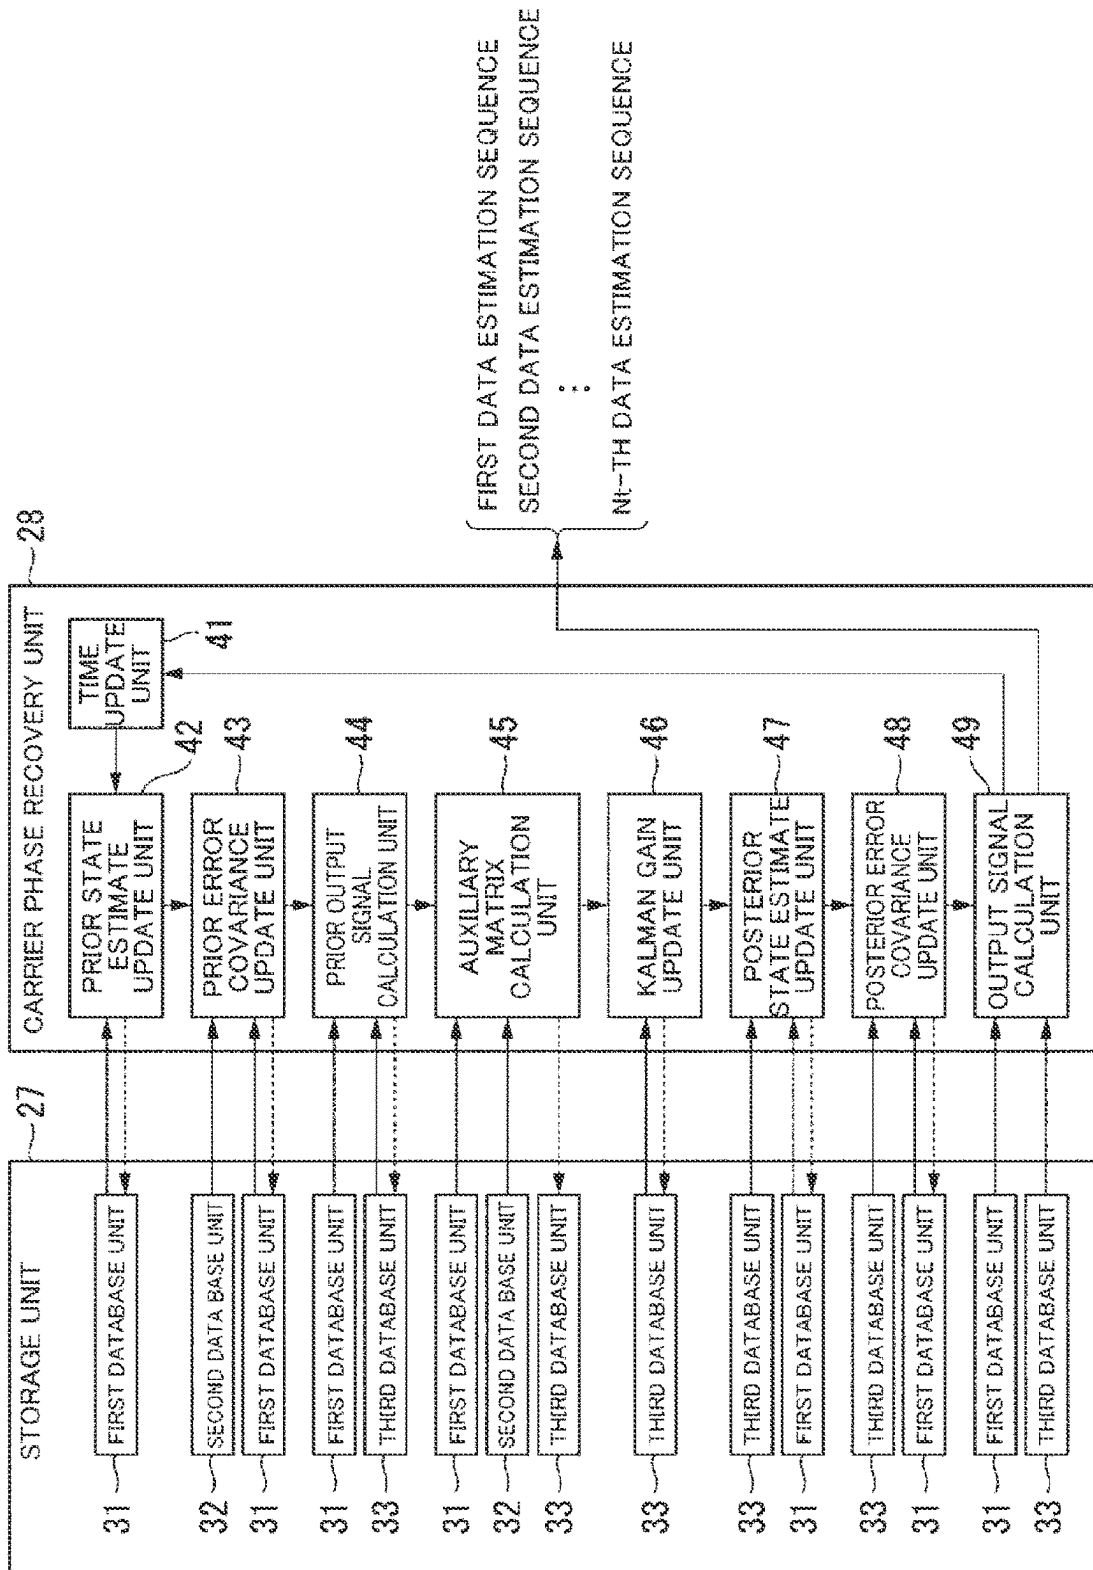 STORAGE UNIT
27
31
FIRST DATABASE UNIT
32
SECOND DATA BASE UNIT
31
FIRST DATABASE UNIT
31
FIRST DATABASE UNIT
33
THIRD DATABASE UNIT
31
FIRST DATABASE UNIT
32
SECOND DATA BASE UNIT
33
THIRD DATABASE UNIT
33
THIRD DATABASE UNIT
33
THIRD DATABASE UNIT
31
FIRST DATABASE UNIT
33
THIRD DATABASE UNIT
31
FIRST DATABASE UNIT
31
FIRST DATABASE UNIT
33
THIRD DATABASE UNIT
CARRIER PHASE RECOVERY UNIT
28
TIME
UPDATE
UNIT
41
PRIOR STATE
ESTIMATE
UPDATE UNIT
42
PRIOR ERROR
COVARIANCE
UPDATE UNIT
43
PRIOR OUTPUT
SIGNAL
CALCULATION UNIT
44
AUXILIARY
MATRIX
CALCULATION
UNIT
45
KALMAN GAIN
UPDATE UNIT
46
POSTERIOR
STATE ESTIMATE
UPDATE UNIT
47
POSTERIOR ERROR
COVARIANCE
UPDATE UNIT
48
OUTPUT SIGNAL
CALCULATION
UNIT
49
FIRST DATA ESTIMATION SEQUENCE
SECOND DATA ESTIMATION SEQUENCE
Nt-TH DATA ESTIMATION SEQUENCE